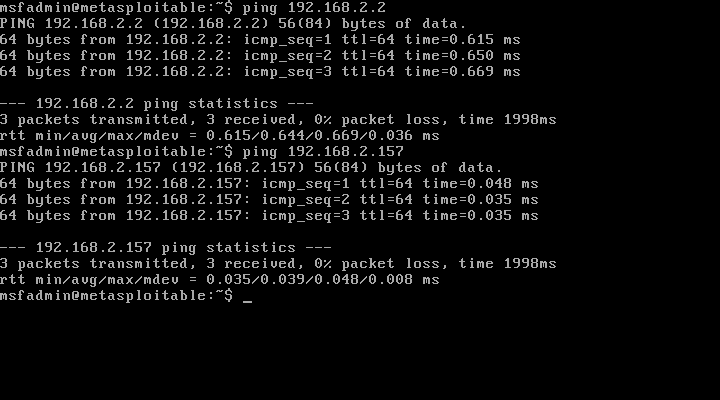 msfadmin@metasploitable:~$ ping 192.168.2.2
PING 192.168.2.2 (192.168.2.2) 56(84) bytes of data.
64 bytes from 192.168.2.2: icmp_seq=1 ttl=64 time=0.615 ms
64 bytes from 192.168.2.2: icmp_seq=2 ttl=64 time=0.650 ms
64 bytes from 192.168.2.2: icmp_seq=3 ttl=64 time=0.669 ms

--- 192.168.2.2 ping statistics ---
3 packets transmitted, 3 received, 0% packet loss, time 1998ms
rtt min/avg/max/mdev = 0.615/0.644/0.669/0.036 ms
msfadmin@metasploitable:~$ ping 192.168.2.157
PING 192.168.2.157 (192.168.2.157) 56(84) bytes of data.
64 bytes from 192.168.2.157: icmp_seq=1 ttl=64 time=0.048 ms
64 bytes from 192.168.2.157: icmp_seq=2 ttl=64 time=0.035 ms
64 bytes from 192.168.2.157: icmp_seq=3 ttl=64 time=0.035 ms

--- 192.168.2.157 ping statistics ---
3 packets transmitted, 3 received, 0% packet loss, time 1998ms
rtt min/avg/max/mdev = 0.035/0.039/0.048/0.008 ms
msfadmin@metasploitable:~$ _